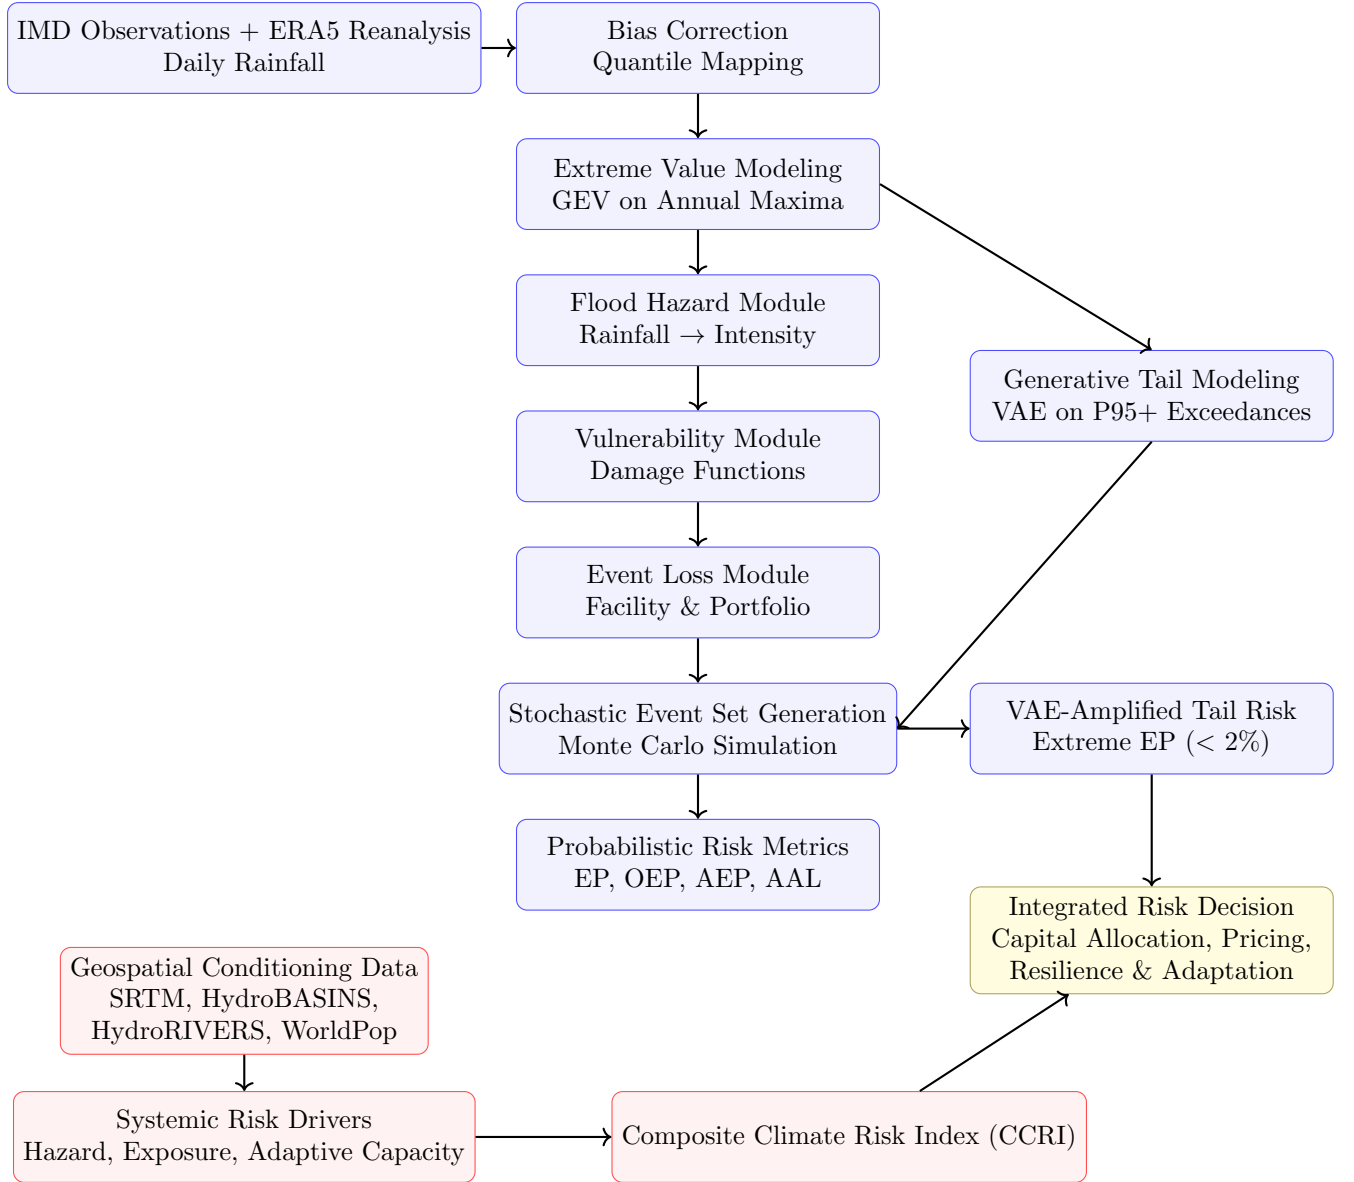 IMD Observations + ERA5 Reanalysis
Daily Rainfall
Bias Correction
Quantile Mapping
Extreme Value Modeling
GEV on Annual Maxima
Flood Hazard Module
Rainfall → Intensity
Generative Tail Modeling
VAE on P95+ Exceedances
Vulnerability Module
Damage Functions
Event Loss Module
Facility & Portfolio
Stochastic Event Set Generation
Monte Carlo Simulation
VAE-Amplified Tail Risk
Extreme EP (< 2%)
Probabilistic Risk Metrics
EP, OEP, AEP, AAL
Integrated Risk Decision
Capital Allocation, Pricing,
Resilience & Adaptation
Geospatial Conditioning Data
SRTM, HydroBASINS,
HydroRIVERS, WorldPop
Systemic Risk Drivers
Hazard, Exposure, Adaptive Capacity
Composite Climate Risk Index (CCRI)